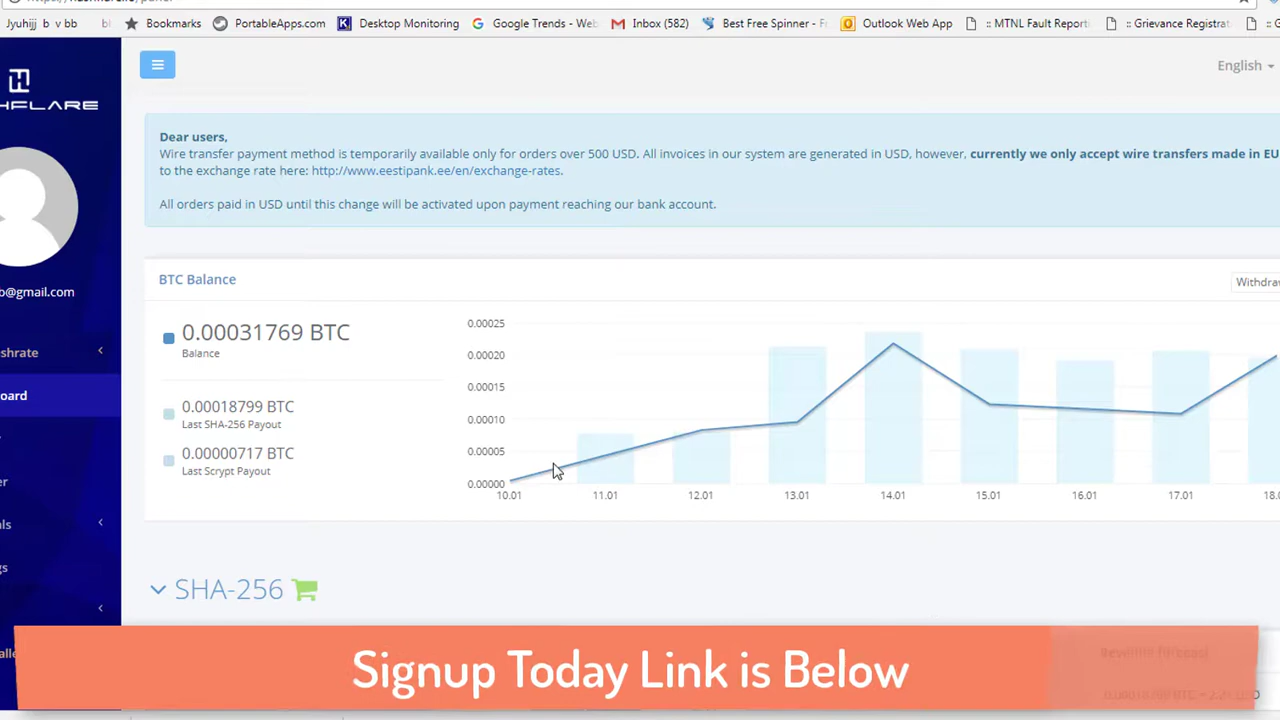 Jyuhijj b v bb
Bookmarks
PortableApps.com
Desktop Monitoring
Google Trends - Web
Inbox (582)
Best Free Spinner - F
Outlook Web App
:: MTNL Fault Reporti
:: Grievance Registrat
HFLARE
English
Dear users,
Wire transfer payment method is temporarily available only for orders over 500 USD. All invoices in our system are generated in USD, however, currently we only accept wire transfers made in EU
to the exchange rate here: http://www.eestipank.ee/en/exchange-rates.
All orders paid in USD until this change will be activated upon payment reaching our bank account.
b@gmail.com
shrate
oard
er
als
gs
alle
BTC Balance
Withdraw
0.00031769 BTC
Balance
0.00018799 BTC
Last SHA-256 Payout
0.00000717 BTC
Last Scrypt Payout
0.00025
0.00020
0.00015
0.00010
0.00005
0.00000
10.01 11.01 12.01 13.01 14.01 15.01 16.01 17.01 18.0
SHA-256
Signup Today Link is Below